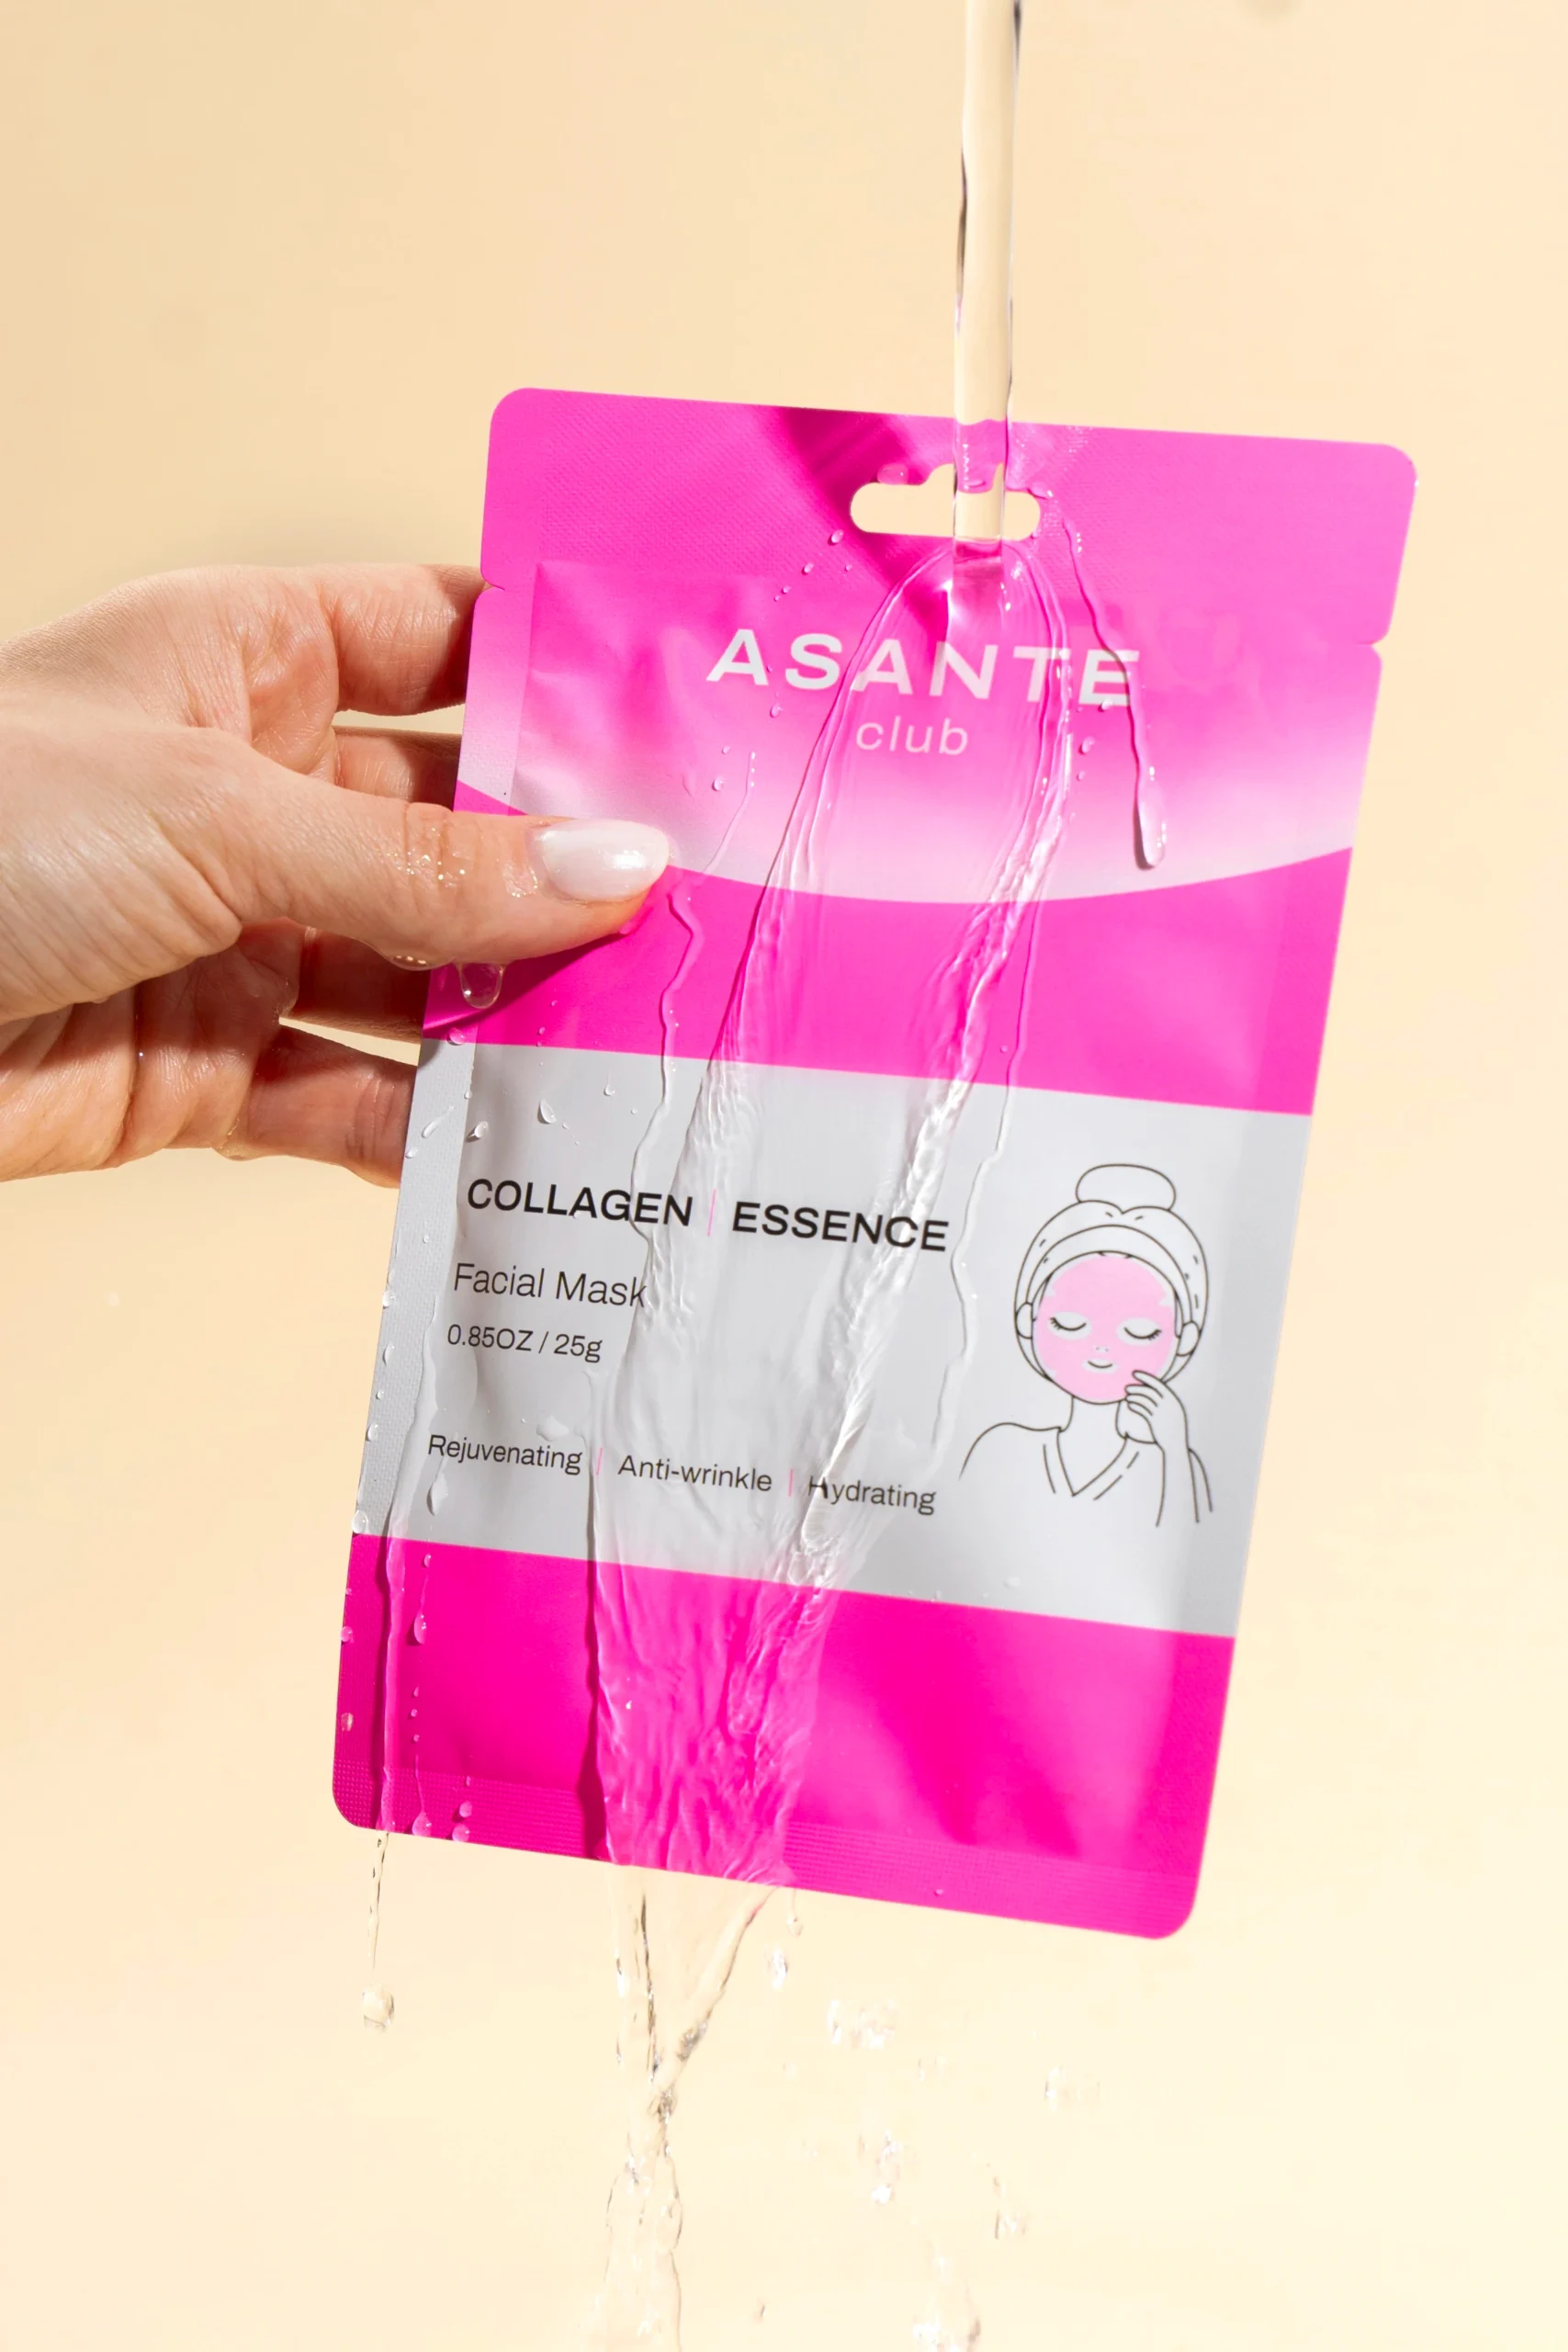 ASANTE
club
COLLAGEN | ESSENCE
Facial Mask
0.85OZ / 25g
Rejuvenating | Anti-wrinkle | Hydrating